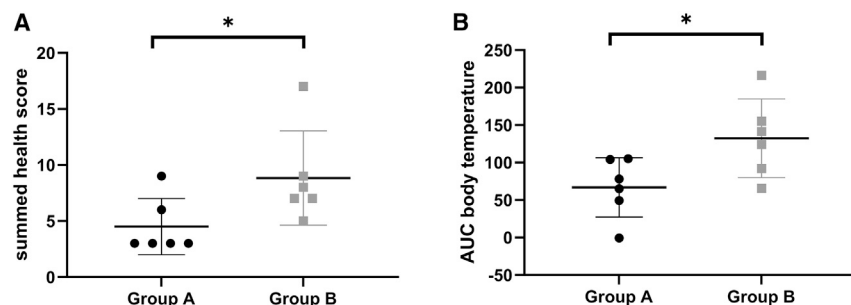 A
*
summed health score
20
15
10
5
0
Group A
Group B
B
*
AUC body temperature
250
200
150
100
50
0
-50
Group A
Group B